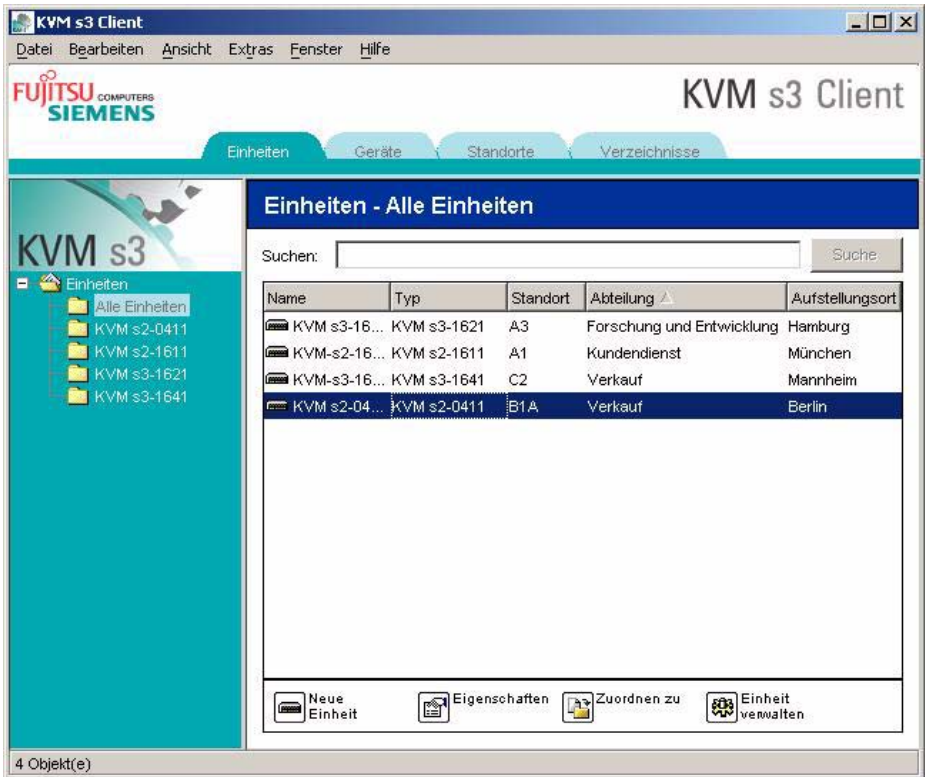 KVM s3 Client
Datei Bearbeiten Ansicht Extras Fenster Hilfe
FUJITSU COMPUTERS
SIEMENS
KVM s3 Client
Einheiten Geräte Standorte Verzeichnisse
KVM s3
Einheiten
Alle Einheiten
KVM s2-0411
KVM s2-1611
KVM s3-1621
KVM s3-1641
Einheiten - Alle Einheiten
Suchen: Suche
Name Typ Standort Abteilung Aufstellungsort
KVM s3-16... KVM s3-1621 A3 Forschung und Entwicklung Hamburg
KVM-s2-16... KVM s2-1611 A1 Kundendienst München
KVM-s3-16... KVM s3-1641 C2 Verkauf Mannheim
KVM s2-04... KVM s2-0411 B1A Verkauf Berlin
Neue Einheit
Eigenschaften
Zuordnen zu
Einheit verwalten
4 Objekt(e)